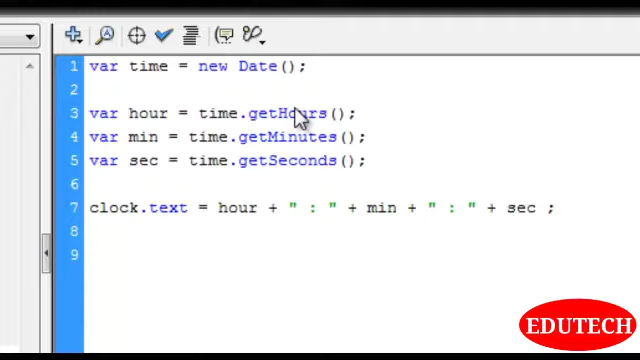 1 var time = new Date();
2
3 var hour = time.getHours();
4 var min = time.getMinutes();
5 var sec = time.getSeconds();
6
7 clock.text = hour + " : " + min + " : " + sec ;
8
9
EDUTECH